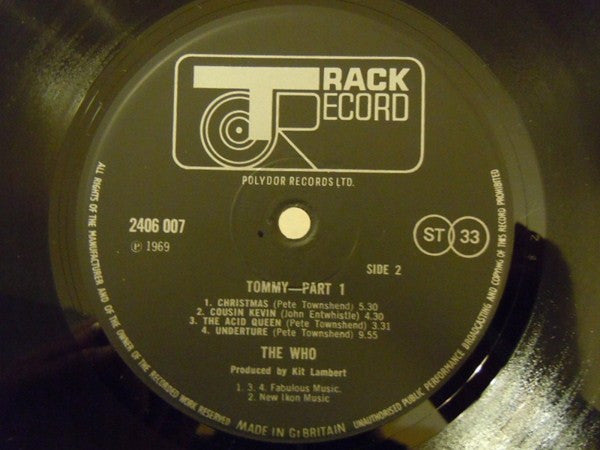 TRACK
RECORD
POLYDOR RECORDS LTD.
2406 007
℗ 1969
ST 33
SIDE 2
TOMMY—PART 1
1. CHRISTMAS (Pete Townshend) 5.30
2. COUSIN KEVIN (John Entwhistle) 4.30
3. THE ACID QUEEN (Pete Townshend) 3.31
4. UNDERTURE (Pete Townshend) 9.55
THE WHO
Produced by Kit Lambert
1. 3. 4. Fabulous Music.
2. New Ikon Music
ALL RIGHTS OF THE MANUFACTURER AND OF THE OWNER OF THE RECORDED WORK RESERVED
UNAUTHORISED PUBLIC PERFORMANCE BROADCASTING AND COPYING OF THIS RECORD PROHIBITED
MADE IN Gt BRITAIN